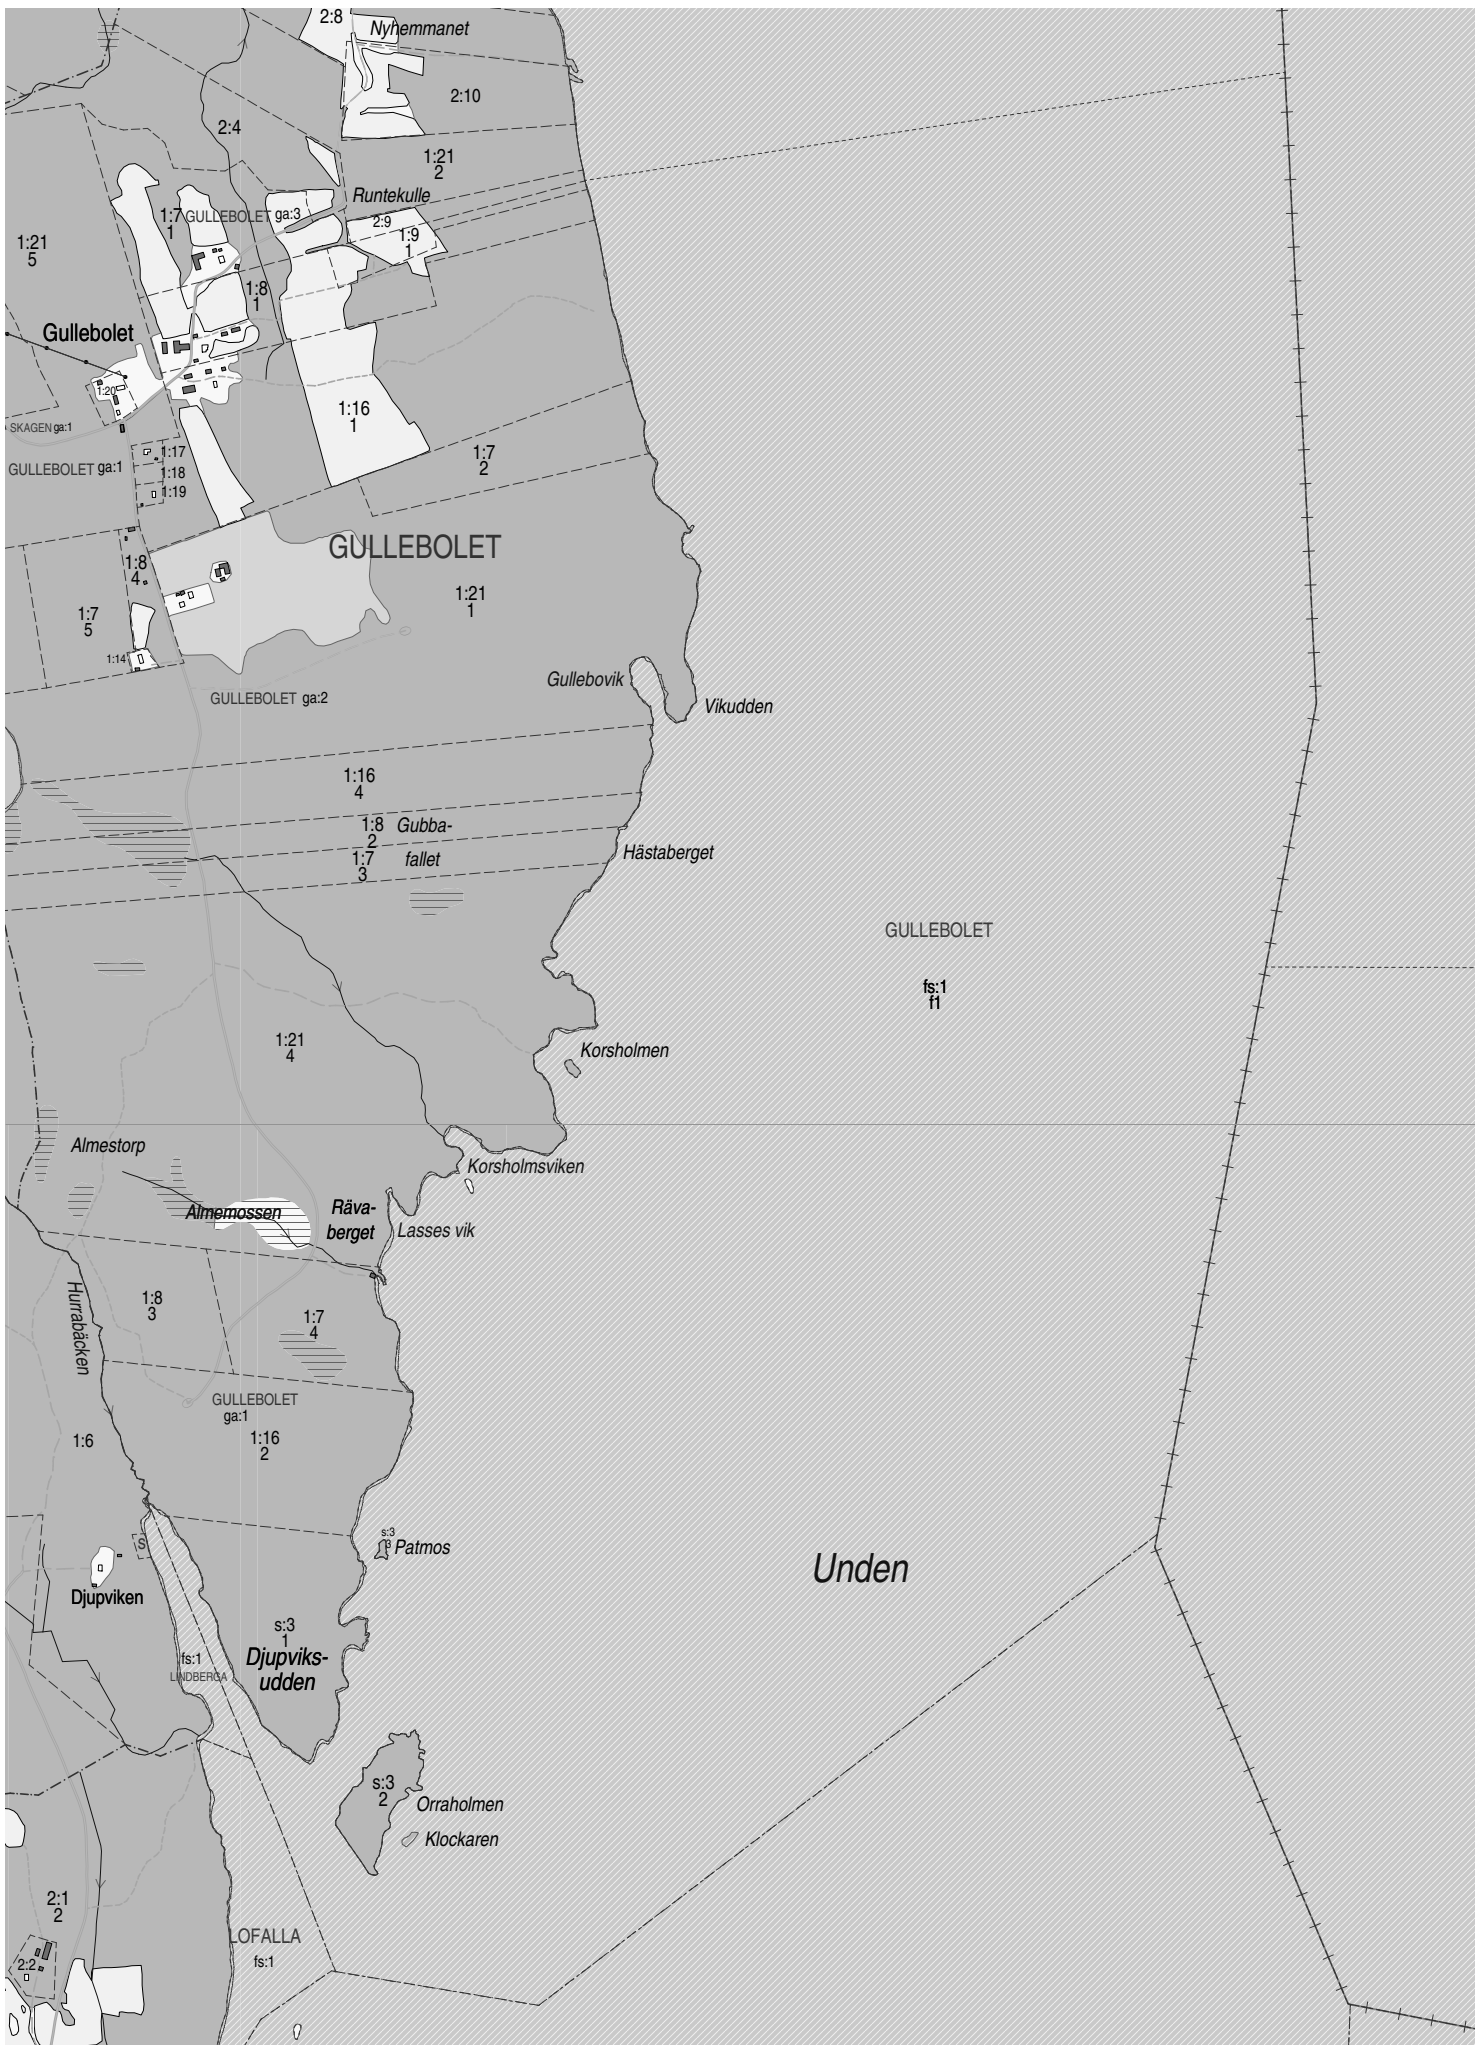 2:8
Nyhemmanet
2:10
2:4
1:21
2
Runtekulle
1:7
1
GULLEBOLET ga:3
2:9
1:9
1
1:21
5
1:8
1
Gullebolet
1:20
1:16
1
SKAGEN ga:1
1:17
1:7
2
GULLEBOLET ga:1
1:18
1:19
GULLEBOLET
1:8
4
1:21
1
1:7
5
1:14
Gullebovik
GULLEBOLET ga:2
Vikudden
1:16
4
1:8
2
Gubba-
fallet
1:7
3
Hästaberget
GULLEBOLET
fs:1
f1
1:21
4
Korsholmen
Almestorp
Korsholmsviken
Almemossen
Räva-
berget
Lasses vik
Hurrabäcken
1:8
3
1:7
4
GULLEBOLET
ga:1
1:6
1:16
2
s:3
3
Patmos
S
Unden
Djupviken
s:3
1
Djupviks-
udden
fs:1
LINDBERGA
s:3
2
Orraholmen
Klockaren
2:1
2
LOFALLA
fs:1
2:2